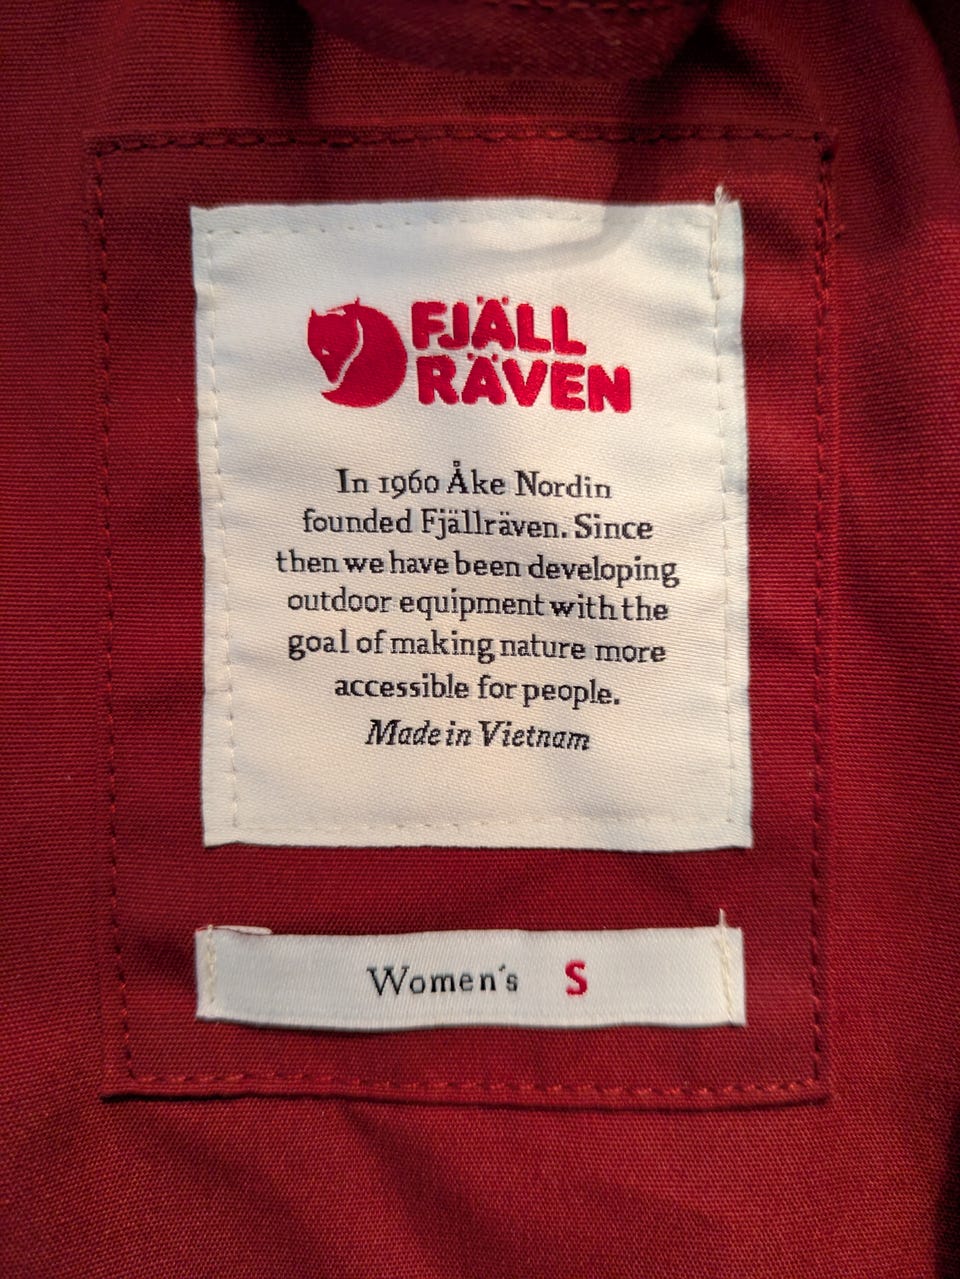 FJÄLL
RÄVEN
In 1960 Åke Nordin
founded Fjällräven. Since
then we have been developing
outdoor equipment with the
goal of making nature more
accessible for people.
Made in Vietnam
Women's S